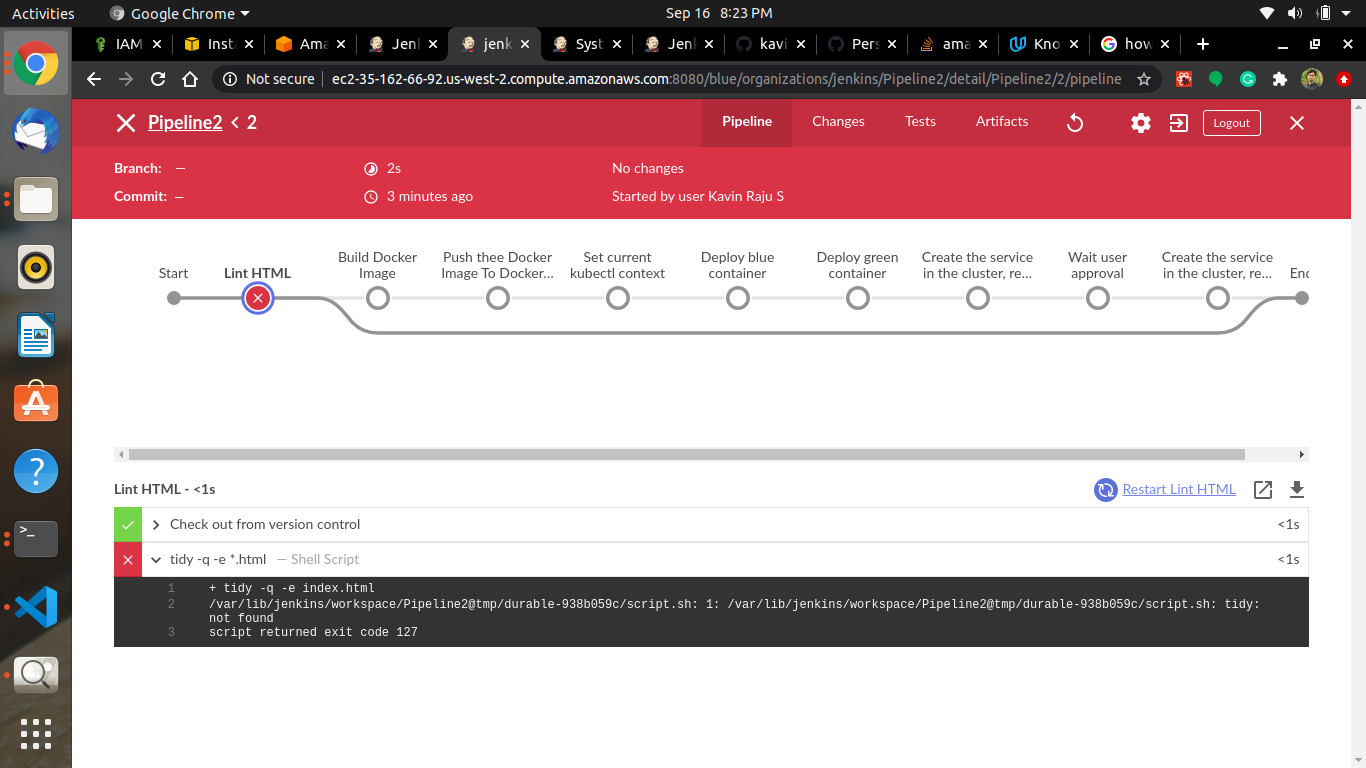 Activities
Google Chrome
Sep 16 8:23 PM
IAM
Insta
Ama
Jenk
jenk
Syst
Jenk
kavi
Pers
ama
Kno
how
Not secure
ec2-35-162-66-92.us-west-2.compute.amazonaws.com:8080/blue/organizations/jenkins/Pipeline2/detail/Pipeline2/2/pipeline
Pipeline2 < 2
Pipeline
Changes
Tests
Artifacts
Logout
Branch: —
2s
No changes
Commit: —
3 minutes ago
Started by user Kavin Raju S
Start
Lint HTML
Build Docker
Image
Push thee Docker
Image To Docker...
Set current
kubectl context
Deploy blue
container
Deploy green
container
Create the service
in the cluster, re...
Wait user
approval
Create the service
in the cluster, re...
End
Lint HTML - <1s
Restart Lint HTML
Check out from version control
<1s
tidy -q -e *.html — Shell Script
<1s
1 + tidy -q -e index.html
2 /var/lib/jenkins/workspace/Pipeline2@tmp/durable-938b059c/script.sh: 1: /var/lib/jenkins/workspace/Pipeline2@tmp/durable-938b059c/script.sh: tidy:
not found
3 script returned exit code 127